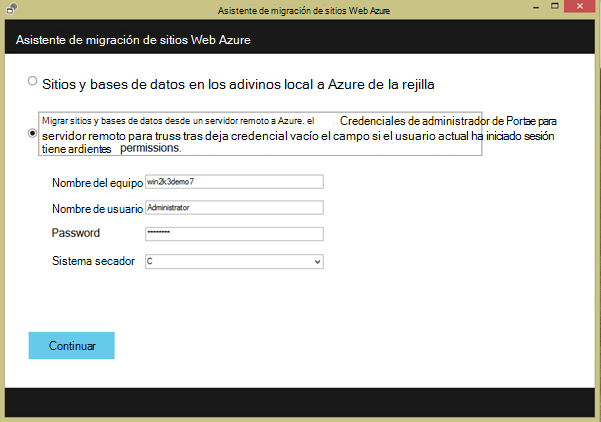 Asistente de migración de sitios Web Azure
Asistente de migración de sitios Web Azure
Sitios y bases de datos en los adivinos local a Azure de la rejilla
Migrar sitios y bases de datos desde un servidor remoto a Azure. el Credenciales de administrador de Portae para
servidor remoto para truss tras deja credencial vacío el campo si el usuario actual ha iniciado sesión
tiene ardientes permissions.
Nombre del equipo win2k3demo7
Nombre de usuario Administrator
Password ********
Sistema secador C
Continuar